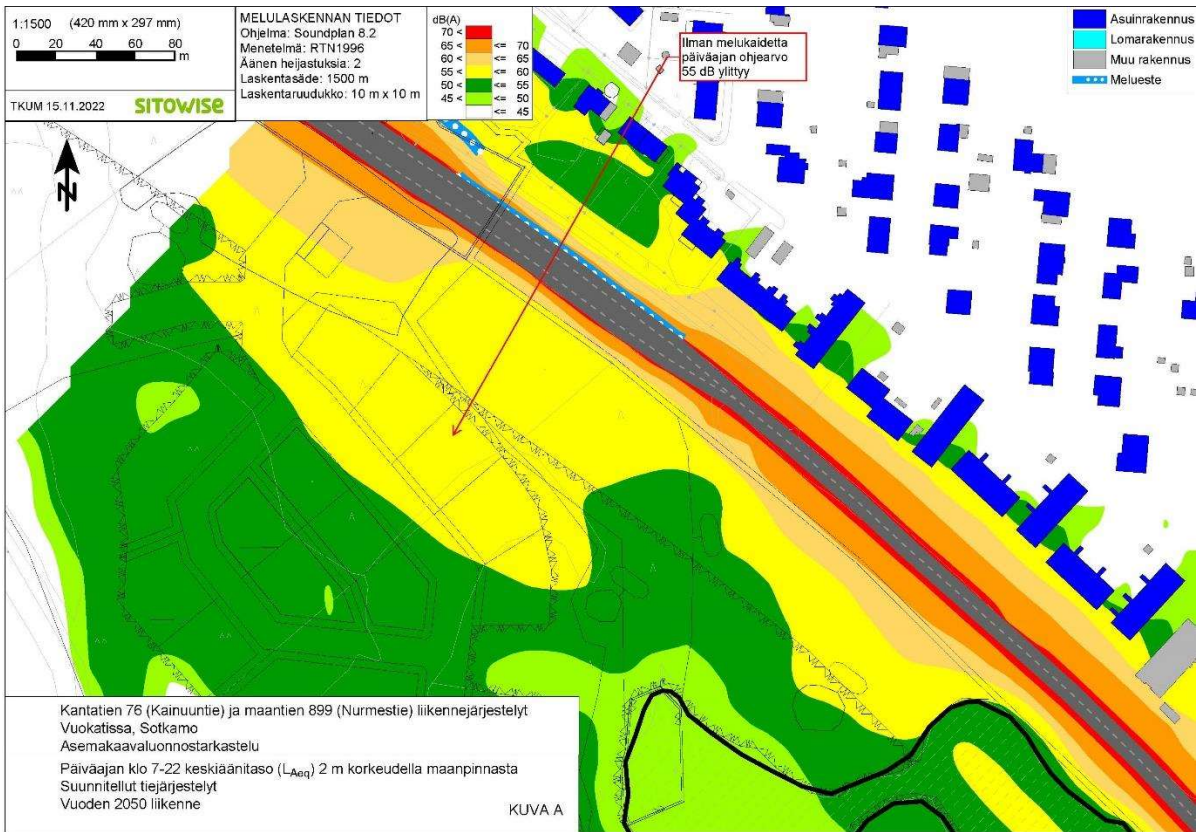 1:1500 (420 mm x 297 mm)
0 20 40 60 80
m
TKUM 15.11.2022 SITOWISE
MELULASKENNAN TIEDOT
Ohjelma: Soundplan 8.2
Menetelmä: RTN1996
Äänen heijastuksia: 2
Laskentasäde: 1500 m
Laskentaruudukko: 10 m x 10 m
dB(A)
70 <
65 < <= 70
60 < <= 65
55 < <= 60
50 < <= 55
45 < <= 50
<= 45
Ilman melukaidetta
päiväajan ohjearvo
55 dB ylittyy
Asuinrakennus
Lomarakennus
Muu rakennus
Melueste
N
Kantatien 76 (Kainuuntie) ja maantien 899 (Nurmestie) liikennejärjestelyt
Vuokatissa, Sotkamo
Asemakaavaluonnostarkastelu
Päiväajan klo 7-22 keskiäänitaso (LAeq) 2 m korkeudella maanpinnasta
Suunnitellut tiejärjestelyt
Vuoden 2050 liikenne
KUVA A